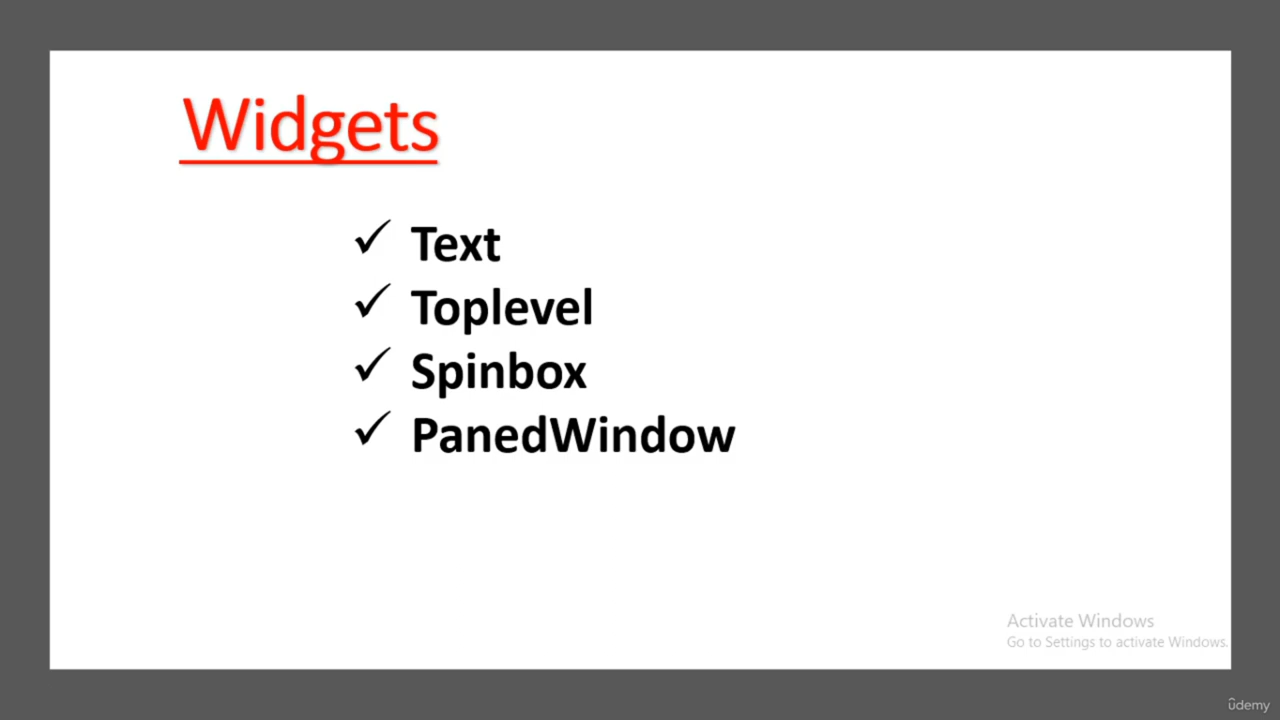 Widgets
✓ Text
✓ Toplevel
✓ Spinbox
✓ PanedWindow
Activate Windows
Go to Settings to activate Windows.
ûdemy